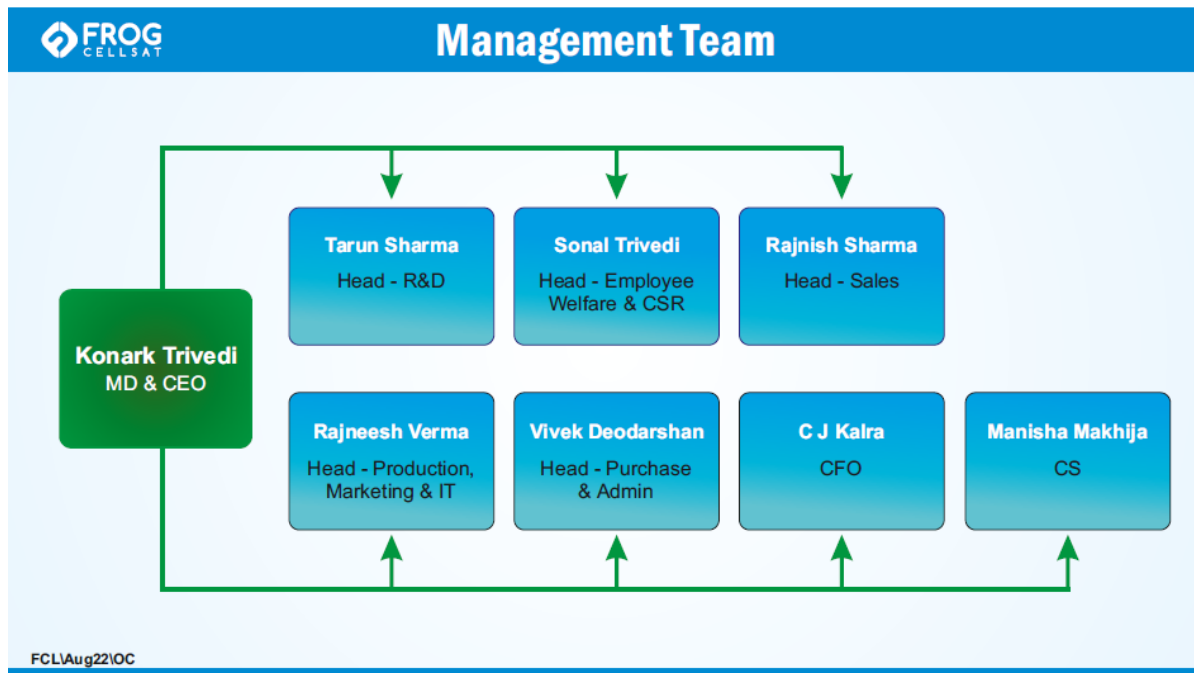 FROG
CELLSAT
Management Team
Tarun Sharma
Head - R&D
Sonal Trivedi
Head - Employee
Welfare & CSR
Rajnish Sharma
Head - Sales
Konark Trivedi
MD & CEO
Rajneesh Verma
Head - Production,
Marketing & IT
Vivek Deodarshan
Head - Purchase
& Admin
C J Kalra
CFO
Manisha Makhija
CS
FCL\Aug22\OC